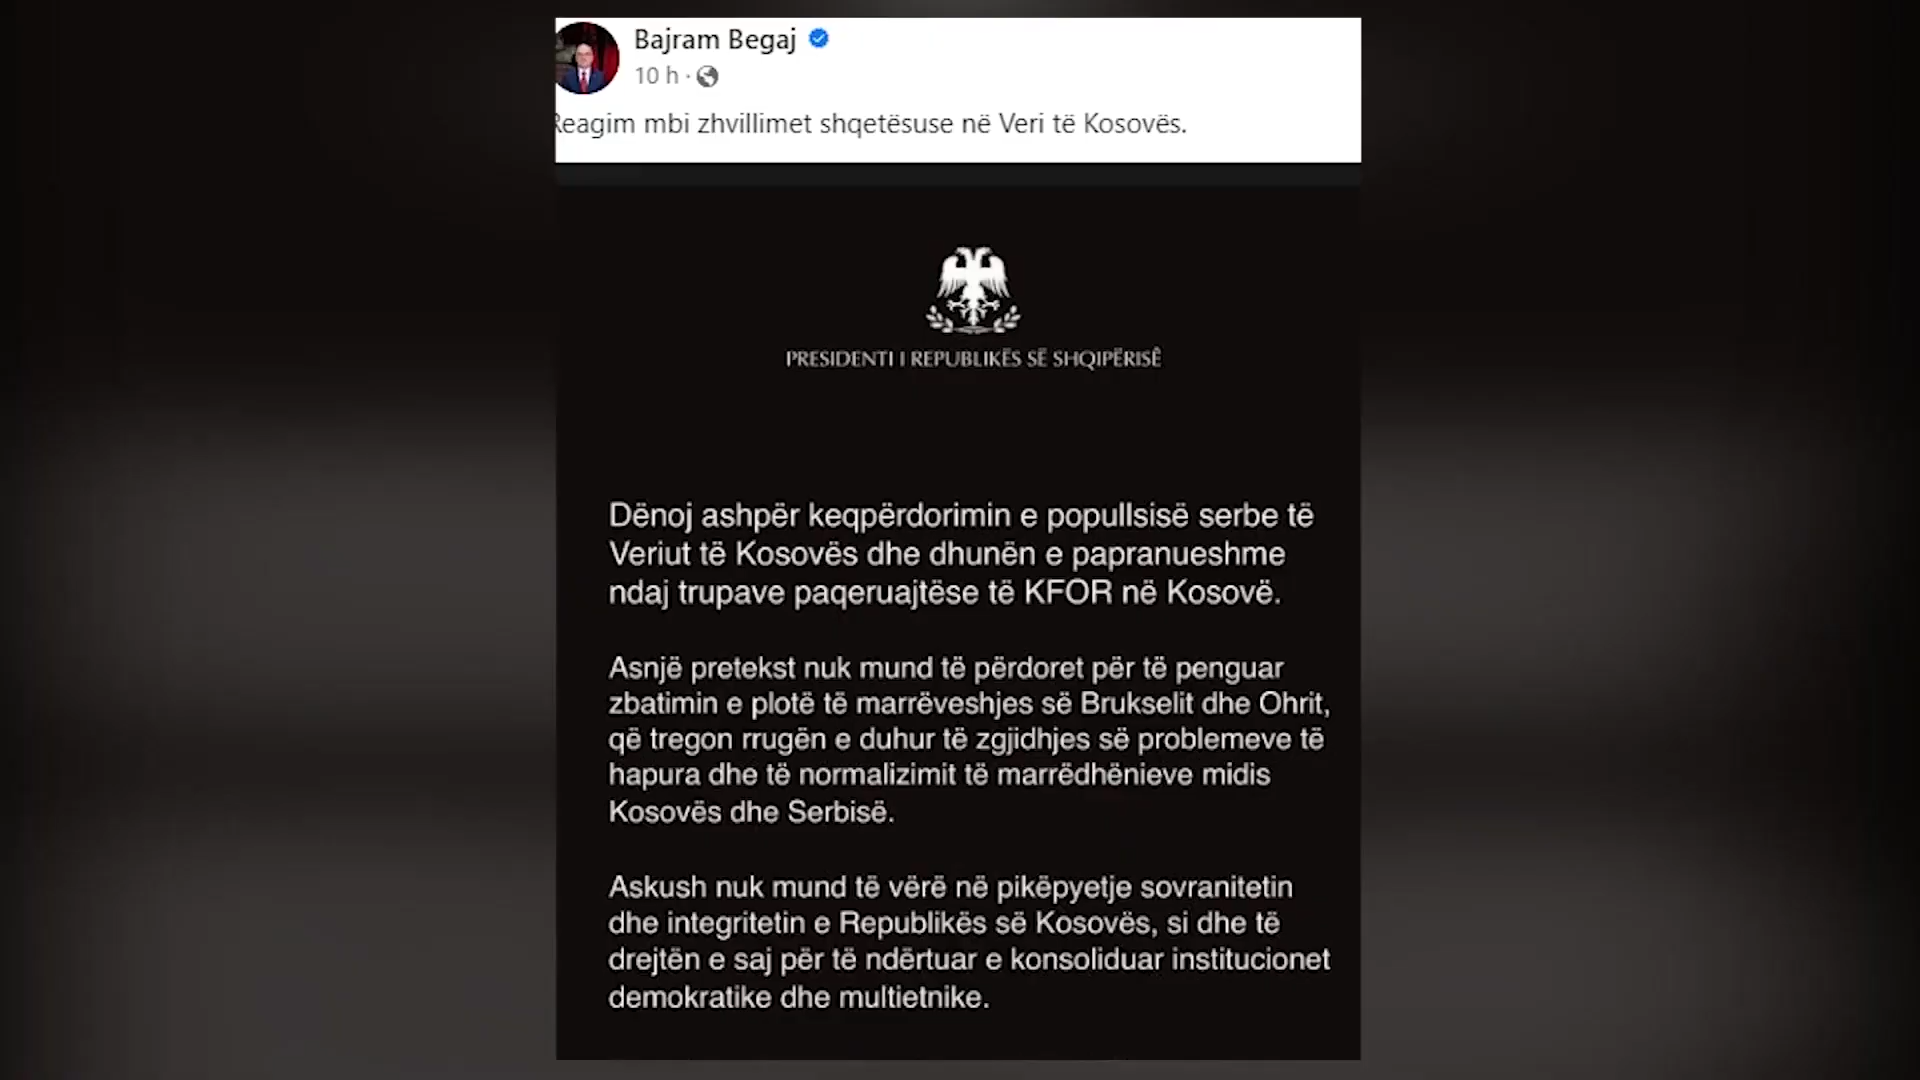 Bajram Begaj
10 h ·
Reagim mbi zhvillimet shqetësuse në Veri të Kosovës.
PRESIDENTI I REPUBLIKËS SË SHQIPËRISË
Dënoj ashpër keqpërdorimin e popullsisë serbe të
Veriut të Kosovës dhe dhunën e papranueshme
ndaj trupave paqeruajtëse të KFOR në Kosovë.
Asnjë pretekst nuk mund të përdoret për të penguar
zbatimin e plotë të marrëveshjes së Brukselit dhe Ohrit,
që tregon rrugën e duhur të zgjidhjes së problemeve të
hapura dhe të normalizimit të marrëdhënieve midis
Kosovës dhe Serbisë.
Askush nuk mund të vërë në pikëpyetje sovranitetin
dhe integritetin e Republikës së Kosovës, si dhe të
drejtën e saj për të ndërtuar e konsoliduar institucionet
demokratike dhe multietnike.